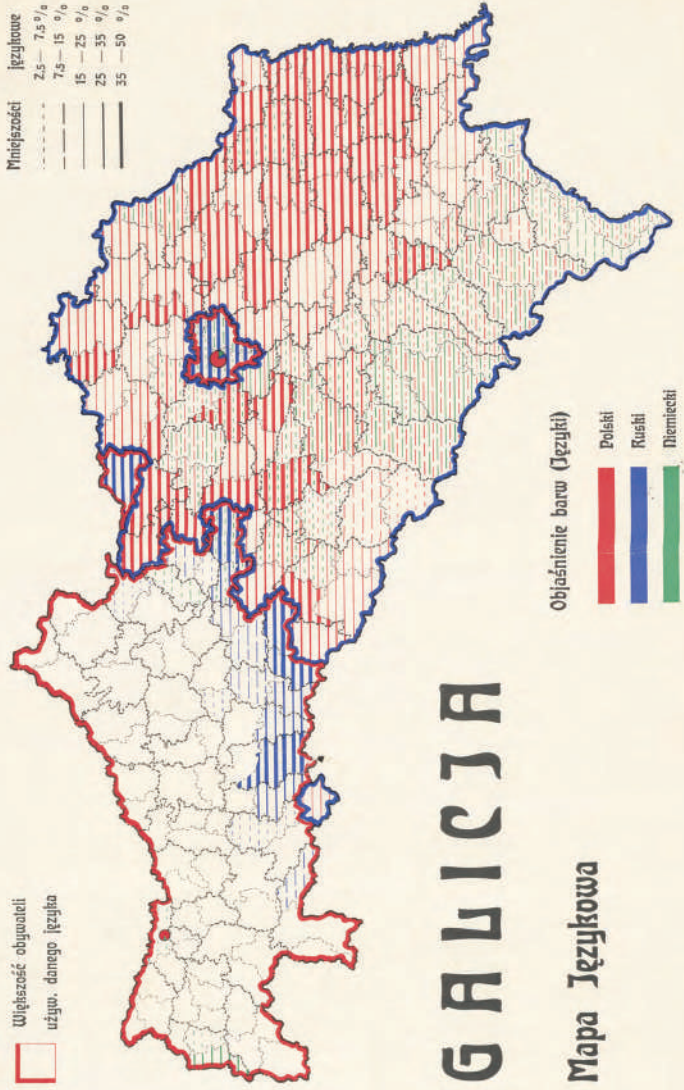 Większość obywateli
używ. danego języka
Mniejszości językowe
2,5 — 7,5 %
7,5 — 15 %
15 — 25 %
25 — 35 %
35 — 50 %
GALICJA
Mapa Językowa
Objaśnienie barw (Języki)
Polski
Ruski
Niemiecki